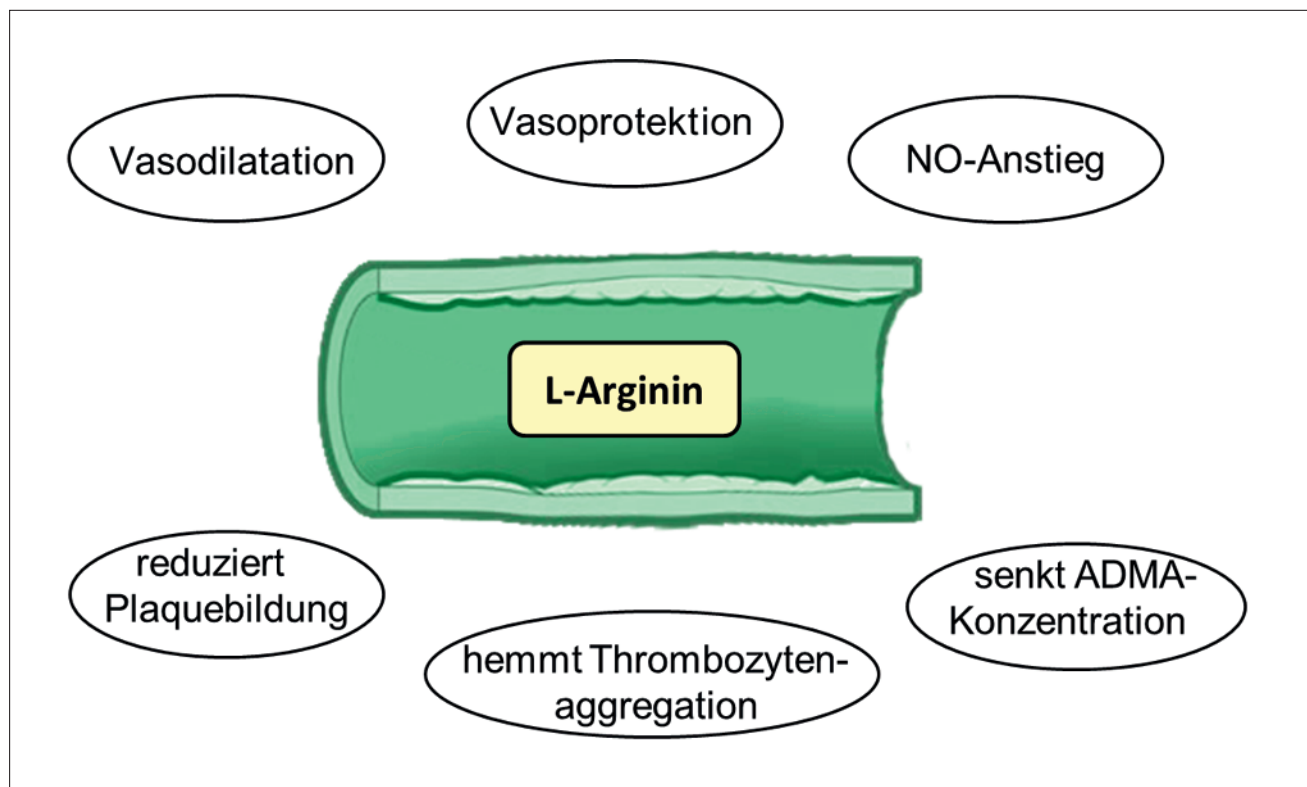 Vasodilatation
Vasoprotektion
NO-Anstieg
L-Arginin
reduziert
Plaquebildung
hemmt Thrombozyten-
aggregation
senkt ADMA-
Konzentration